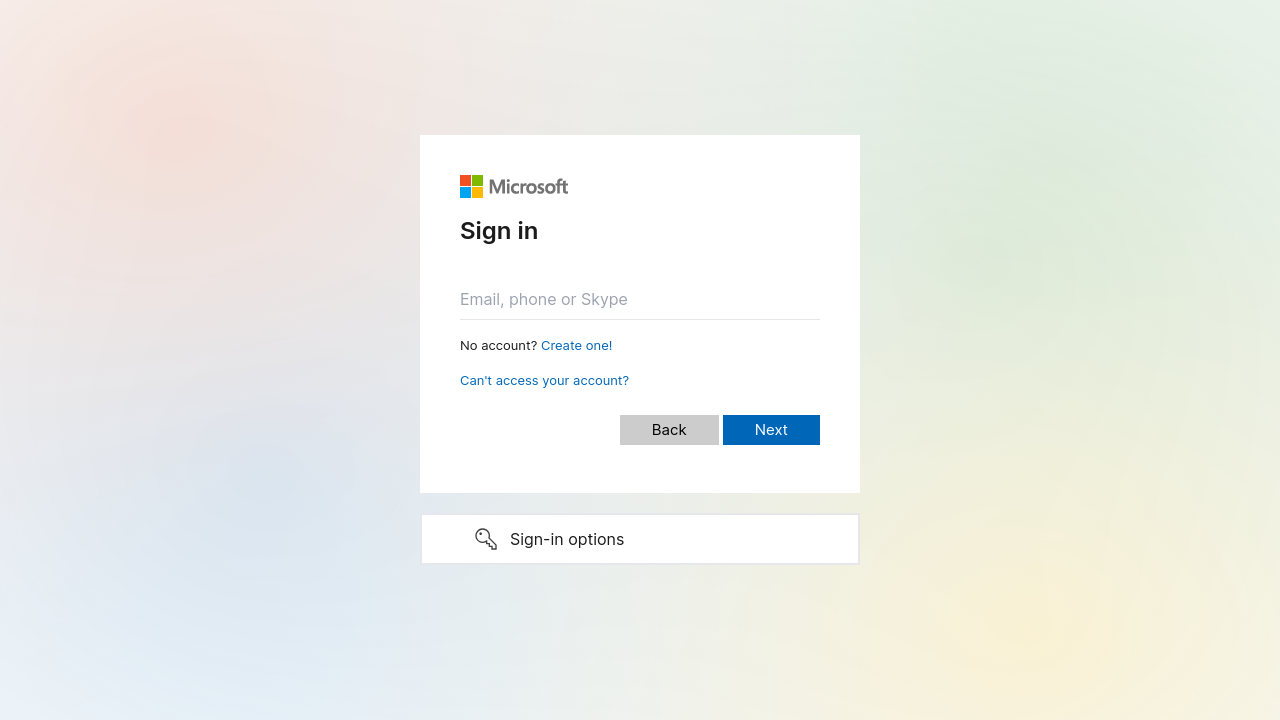 Microsoft
Sign in
Email, phone or Skype
No account? Create one!
Can't access your account?
Back Next
Sign-in options